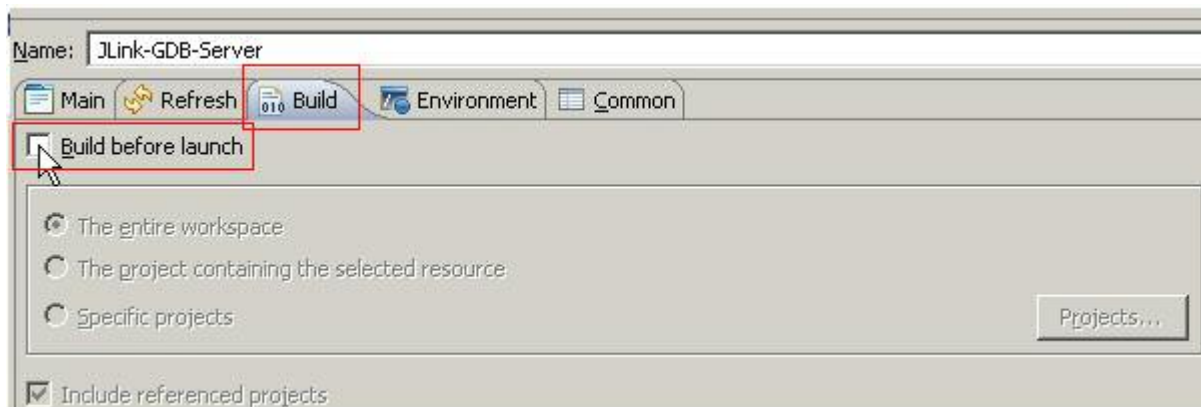 Name: JLink-GDB-Server
Main Refresh 010 Build Environment Common
Build before launch
The entire workspace
The project containing the selected resource
Specific projects Projects...
Include referenced projects